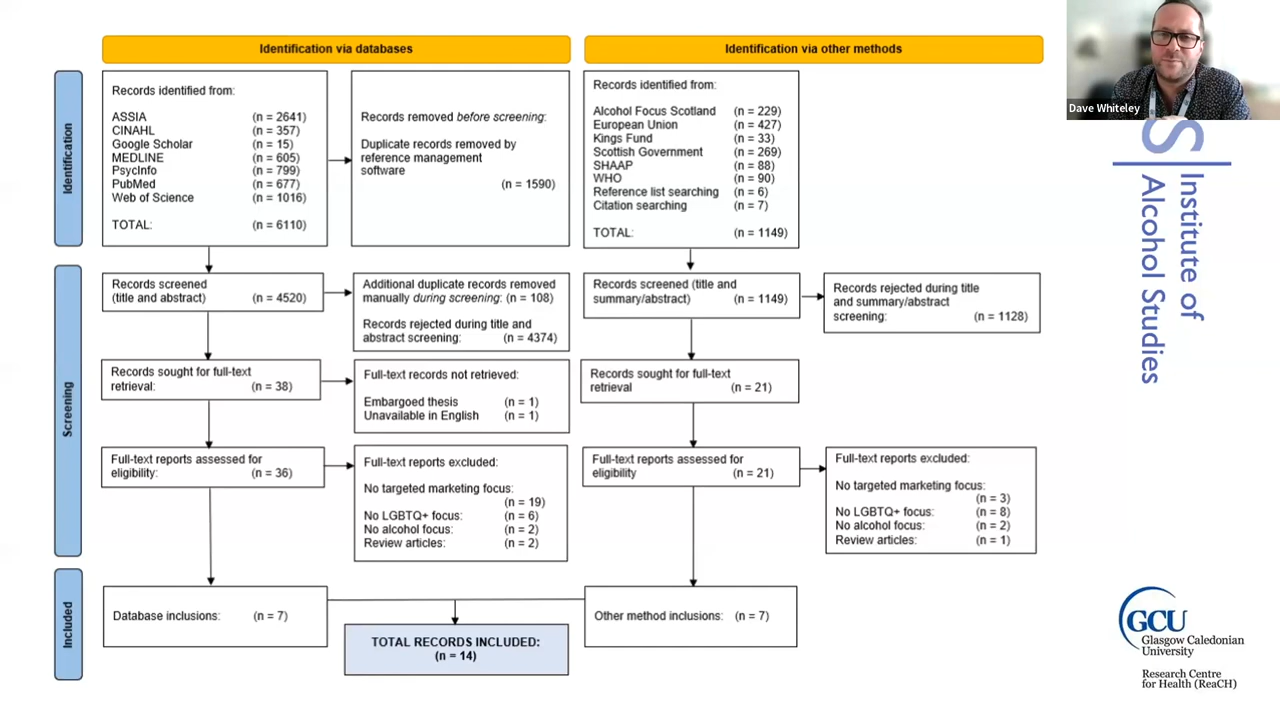 Identification via databases
Identification via other methods
Identification
Records identified from:
ASSIA (n = 2641)
CINAHL (n = 357)
Google Scholar (n = 15)
MEDLINE (n = 605)
PsycInfo (n = 799)
PubMed (n = 677)
Web of Science (n = 1016)
TOTAL: (n = 6110)
Records removed before screening:
Duplicate records removed by
reference management
software
(n = 1590)
Records identified from:
Alcohol Focus Scotland (n = 229)
European Union (n = 427)
Kings Fund (n = 33)
Scottish Government (n = 269)
SHAAP (n = 88)
WHO (n = 90)
Reference list searching (n = 6)
Citation searching (n = 7)
TOTAL: (n = 1149)
Screening
Records screened
(title and abstract) (n = 4520)
Additional duplicate records removed
manually during screening: (n = 108)
Records rejected during title and
abstract screening: (n = 4374)
Records screened (title and
summary/abstract) (n = 1149)
Records rejected during title
and summary/abstract
screening: (n = 1128)
Records sought for full-text
retrieval: (n = 38)
Full-text records not retrieved:
Embargoed thesis (n = 1)
Unavailable in English (n = 1)
Records sought for full-text
retrieval (n = 21)
Full-text reports assessed for
eligibility: (n = 36)
Full-text reports excluded:
No targeted marketing focus:
(n = 19)
No LGBTQ+ focus: (n = 6)
No alcohol focus: (n = 2)
Review articles: (n = 2)
Full-text reports assessed for
eligibility (n = 21)
Full-text reports excluded:
No targeted marketing focus:
(n = 3)
No LGBTQ+ focus: (n = 8)
No alcohol focus: (n = 2)
Review articles: (n = 1)
Included
Database inclusions: (n = 7)
Other method inclusions: (n = 7)
TOTAL RECORDS INCLUDED:
(n = 14)
Dave Whiteley
S
Institute of
Alcohol Studies
GCU
Glasgow Caledonian
University
Research Centre
for Health (ReaCH)